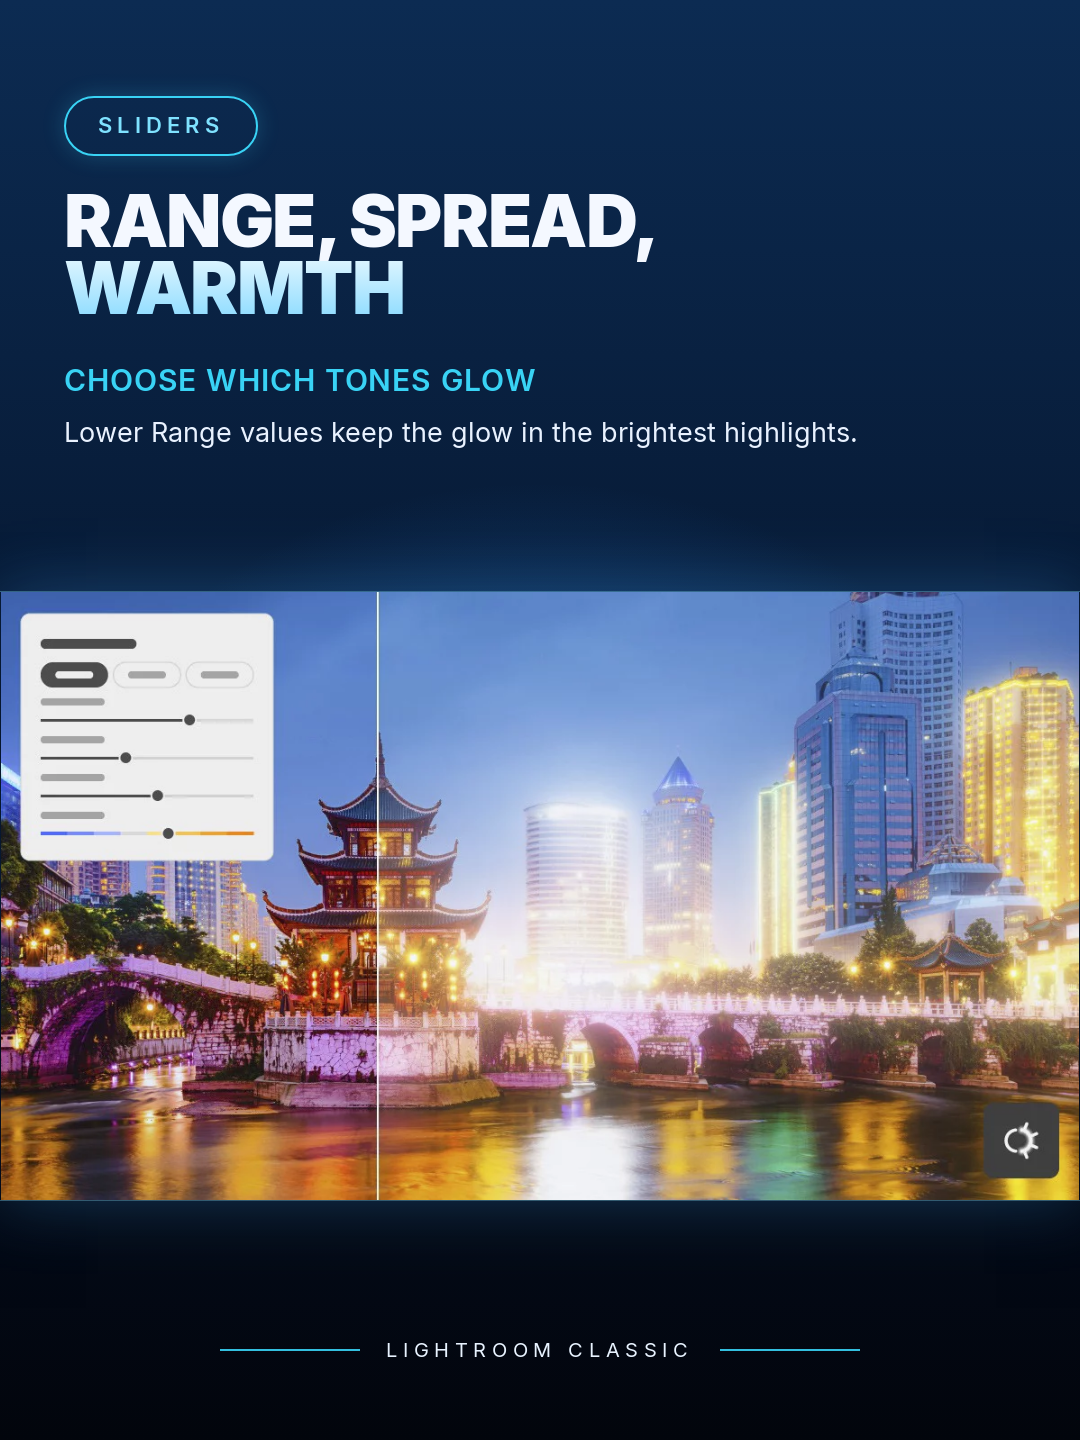 SLIDERS
RANGE, SPREAD,
WARMTH
CHOOSE WHICH TONES GLOW
Lower Range values keep the glow in the brightest highlights.
LIGHTROOM CLASSIC